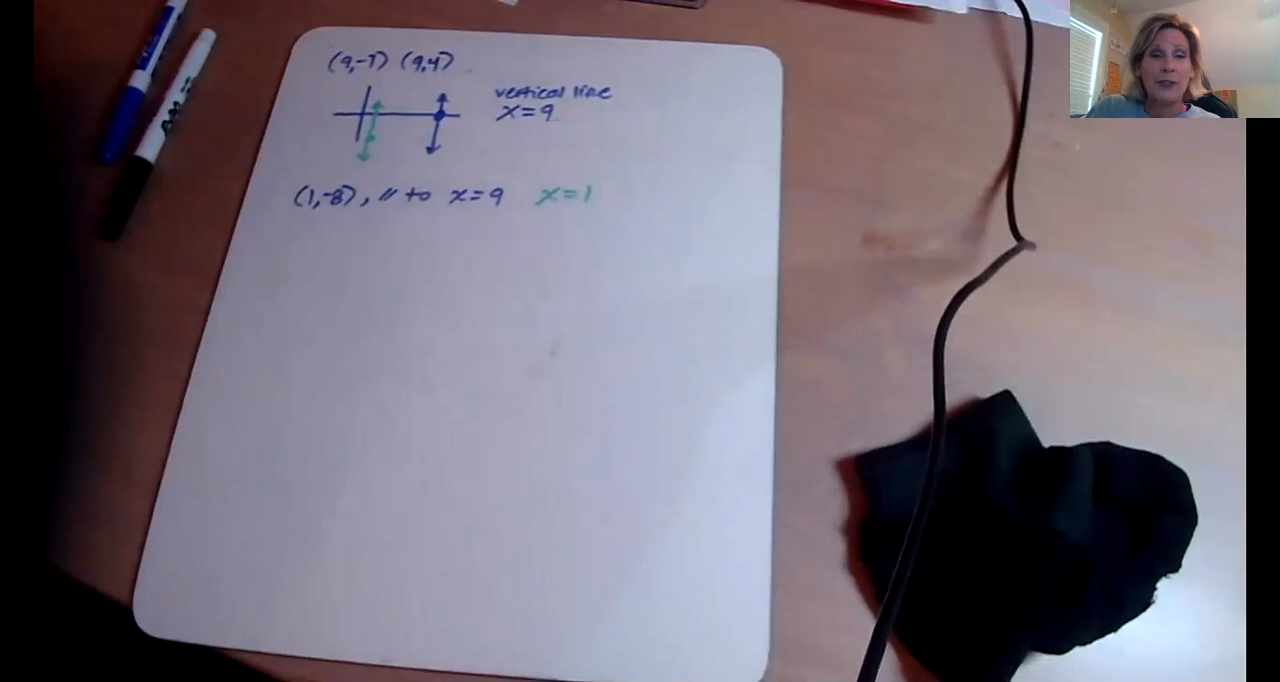 (9,-7) (9,4)
vertical line
x=9
(1,-8), // to x=9 x=1